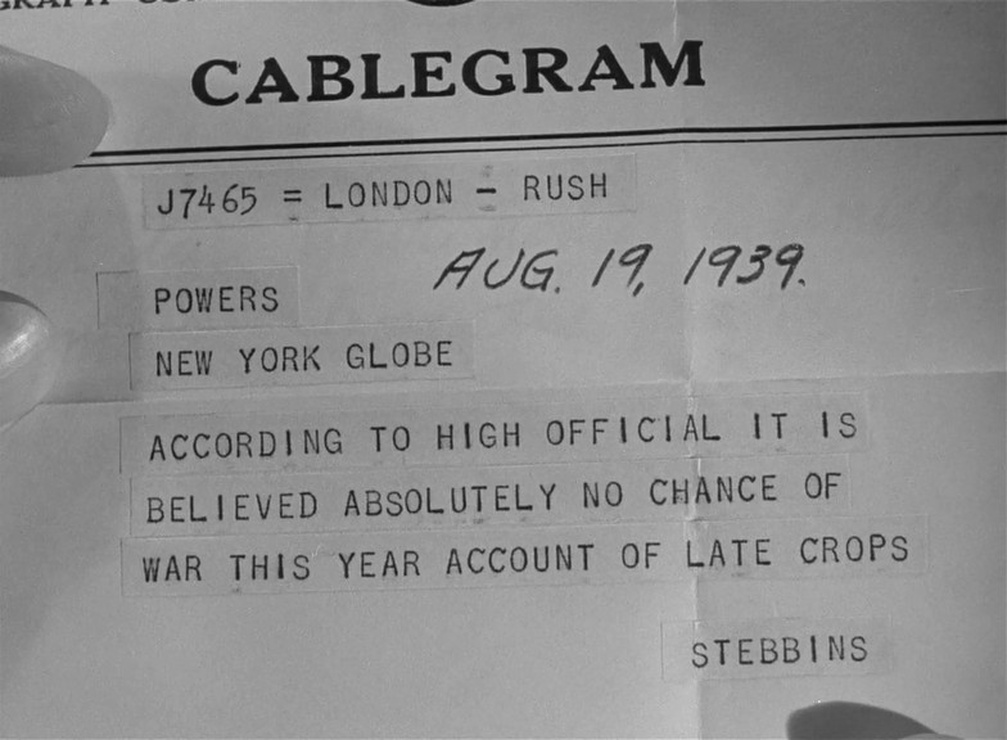 CABLEGRAM
J7465 = LONDON - RUSH
AUG. 19, 1939.
POWERS
NEW YORK GLOBE
ACCORDING TO HIGH OFFICIAL IT IS
BELIEVED ABSOLUTELY NO CHANCE OF
WAR THIS YEAR ACCOUNT OF LATE CROPS
STEBBINS